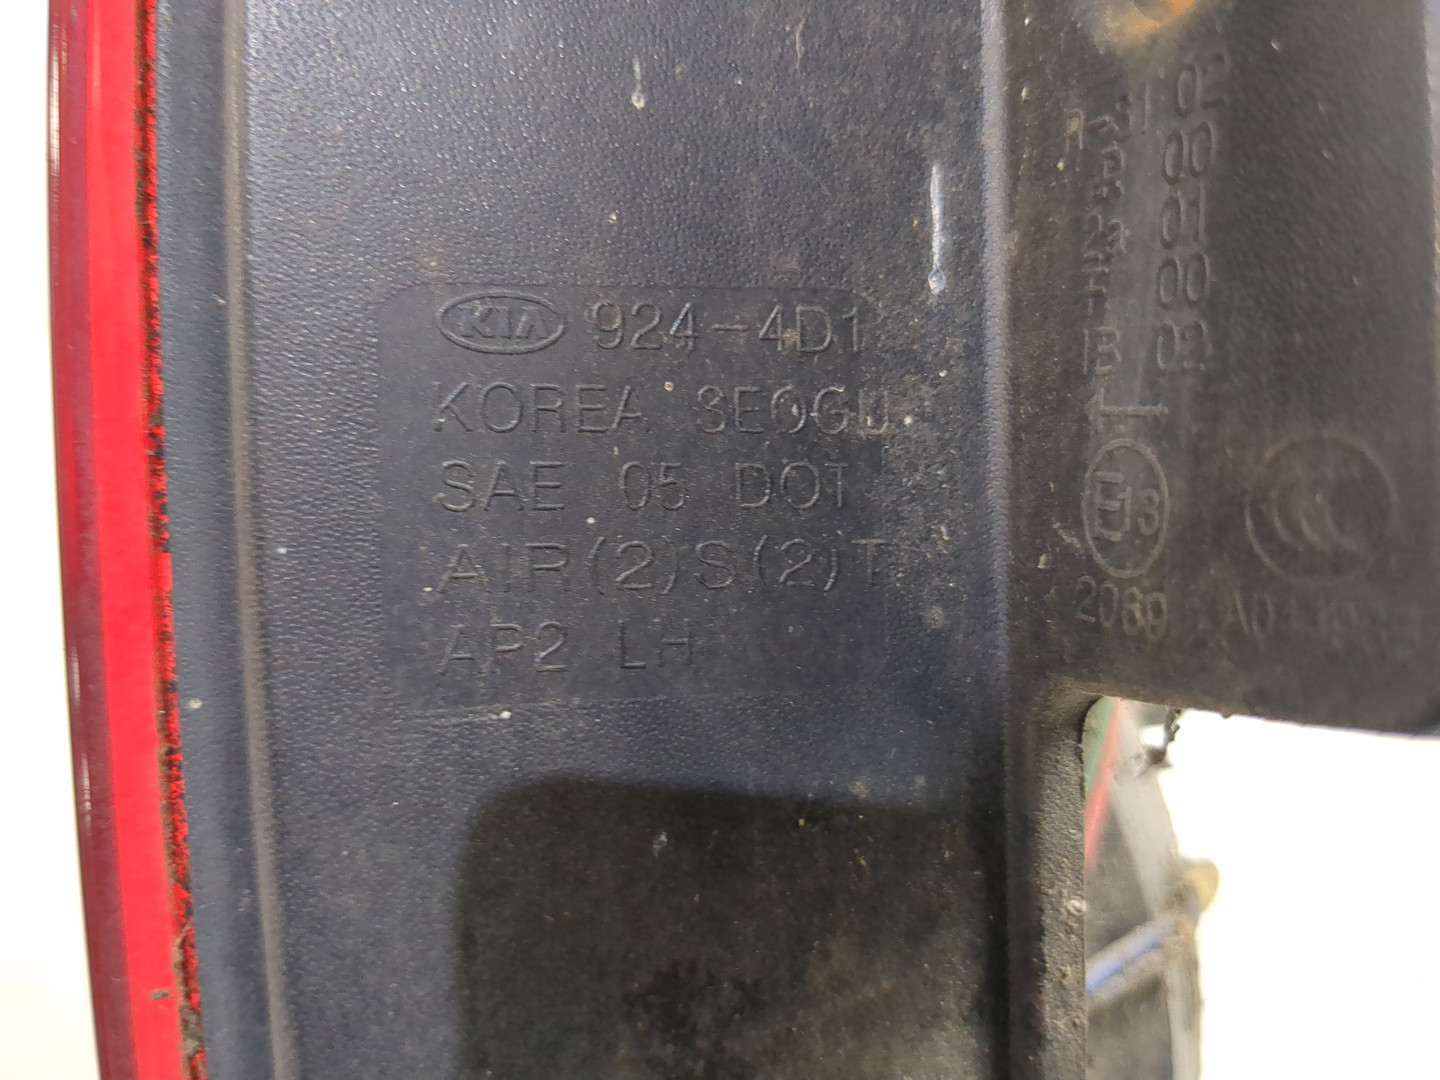 KIA 924-4D1
KOREA SEOGU
SAE 05 DOT
AIR(2)S(2)T
AP2 LH
02
00
01
00
B 02
E13